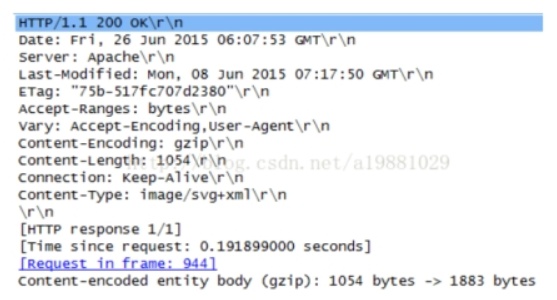 HTTP/1.1 200 OK\r\n
Date: Fri, 26 Jun 2015 06:07:53 GMT\r\n
Server: Apache\r\n
Last-Modified: Mon, 08 Jun 2015 07:17:50 GMT\r\n
ETag: "75b-517fc707d2380"\r\n
Accept-Ranges: bytes\r\n
Vary: Accept-Encoding,User-Agent\r\n
Content-Encoding: gzip\r\n
Content-Length: 1054\r\n
http://blog.csdn.net/a19881029
Connection: Keep-Alive\r\n
Content-Type: image/svg+xml\r\n
\r\n
[HTTP response 1/1]
[Time since request: 0.191899000 seconds]
[Request in frame: 944]
Content-encoded entity body (gzip): 1054 bytes -> 1883 bytes